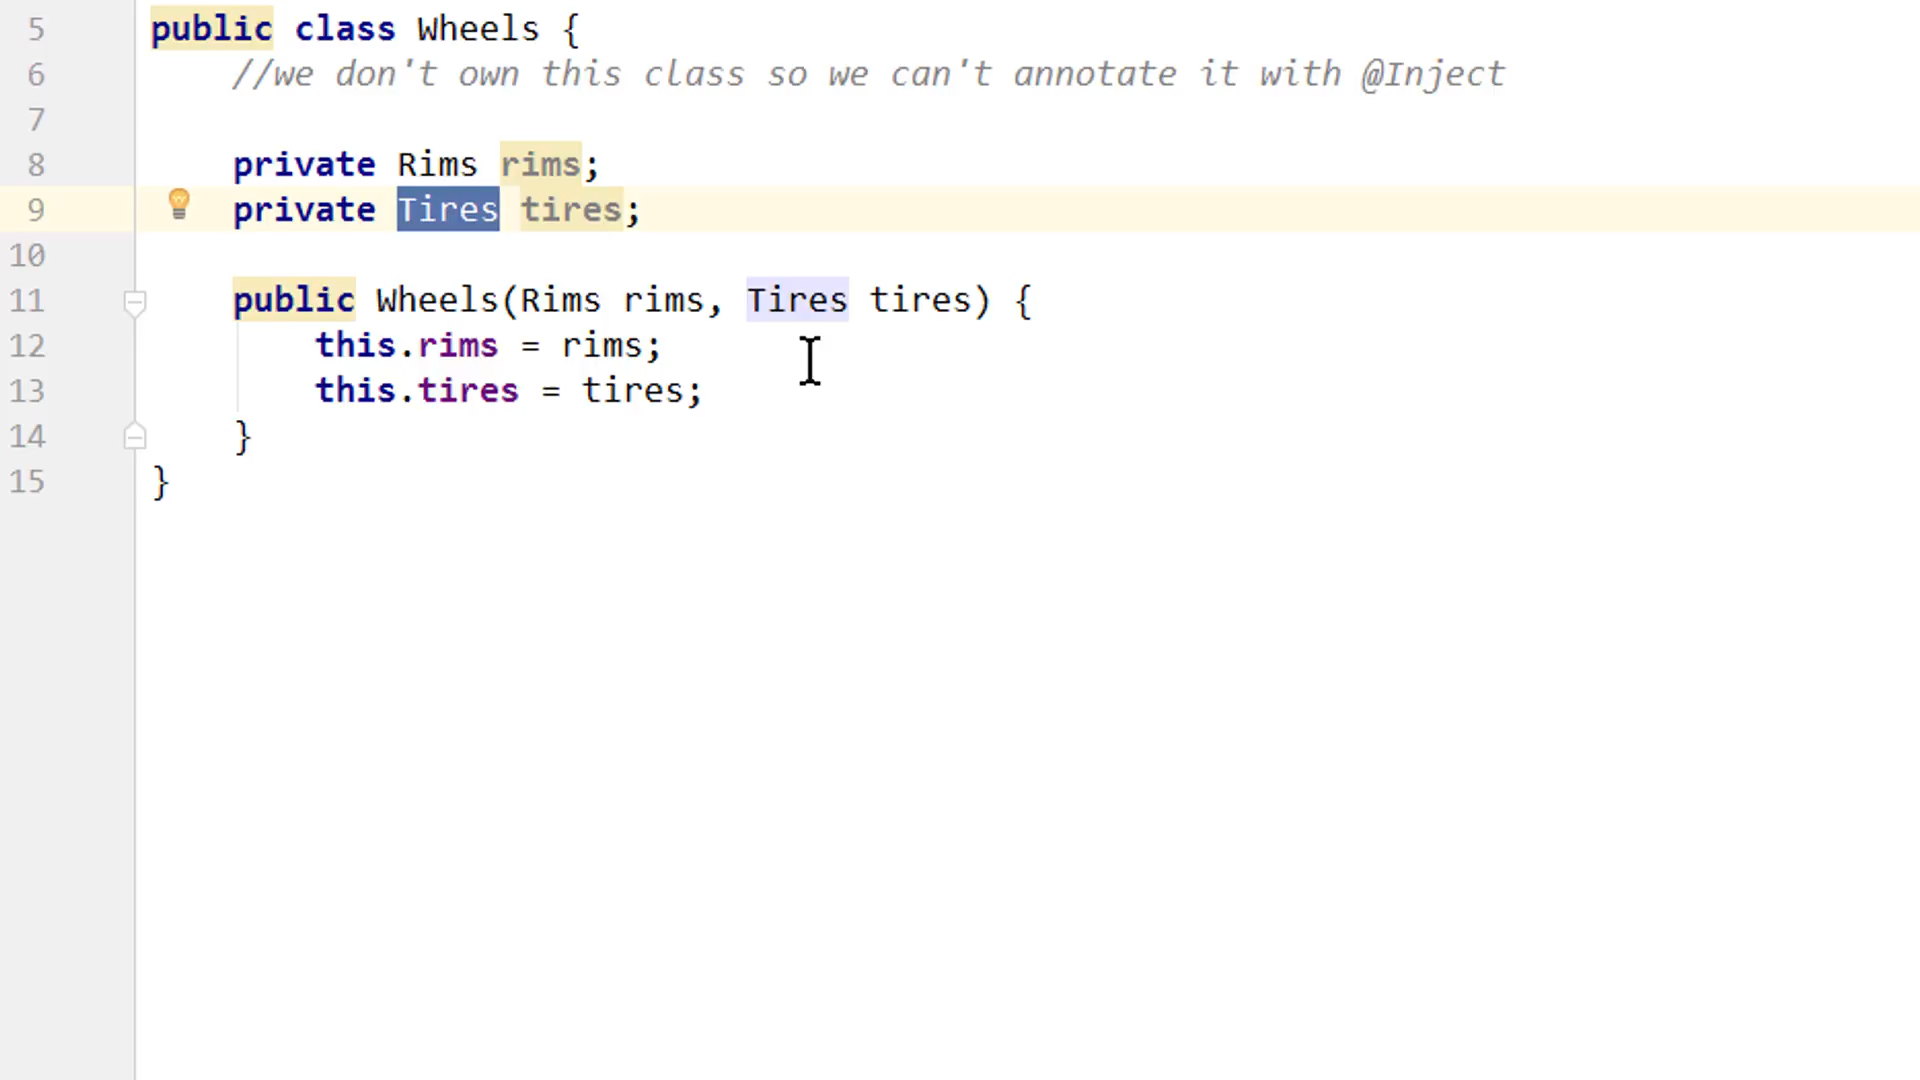 5 public class Wheels {
6 //we don't own this class so we can't annotate it with @Inject
7
8 private Rims rims;
9 private Tires tires;
10
11 public Wheels(Rims rims, Tires tires) {
12 this.rims = rims;
13 this.tires = tires;
14 }
15 }